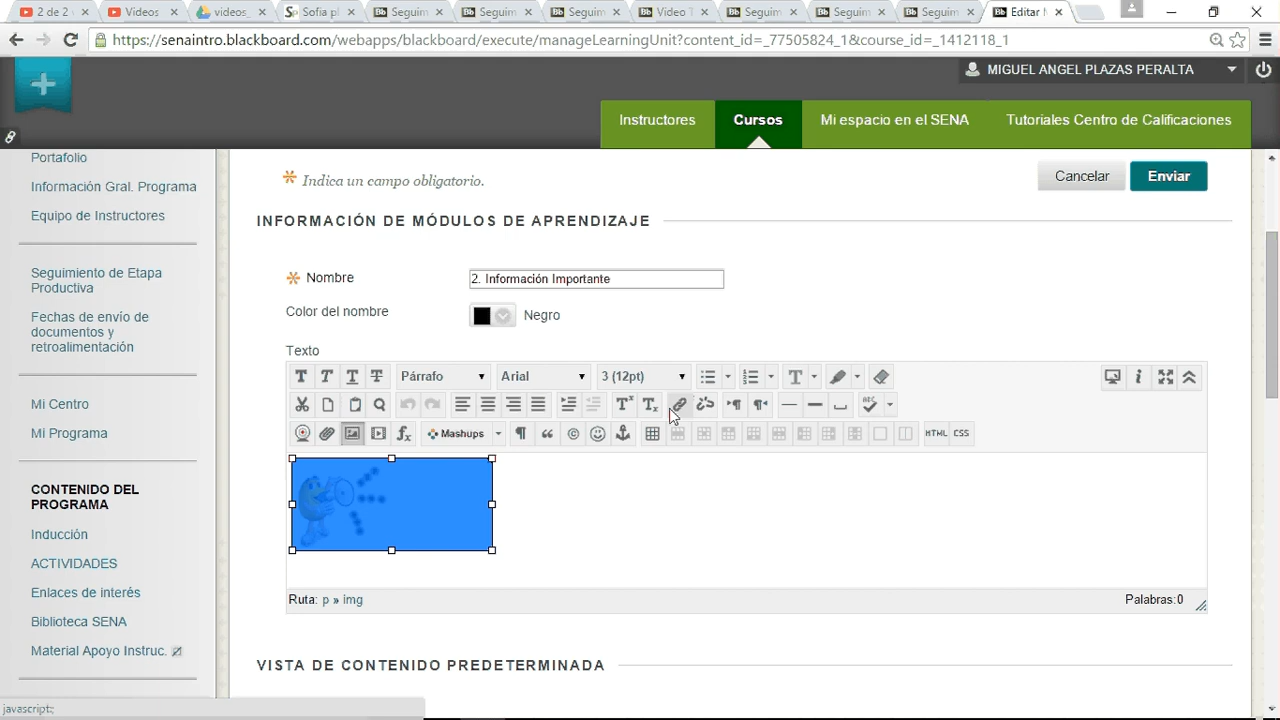 2 de 2
Videos
videos_
Sofia pl
Seguim
Seguim
Seguim
Video T
Seguim
Seguim
Seguim
Editar M
https://senaintro.blackboard.com/webapps/blackboard/execute/manageLearningUnit?content_id=_77505824_1&course_id=_1412118_1
MIGUEL ANGEL PLAZAS PERALTA
Instructores
Cursos
Mi espacio en el SENA
Tutoriales Centro de Calificaciones
Portafolio
Información Gral. Programa
Equipo de Instructores
Seguimiento de Etapa
Productiva
Fechas de envío de
documentos y
retroalimentación
Mi Centro
Mi Programa
CONTENIDO DEL
PROGRAMA
Inducción
ACTIVIDADES
Enlaces de interés
Biblioteca SENA
Material Apoyo Instruc.
javascript:;
Indica un campo obligatorio.
Cancelar
Enviar
INFORMACIÓN DE MÓDULOS DE APRENDIZAJE
Nombre
2. Información Importante
Color del nombre
Negro
Texto
Párrafo
Arial
3 (12pt)
Mashups
HTML
CSS
Ruta: p » img
Palabras:0
VISTA DE CONTENIDO PREDETERMINADA